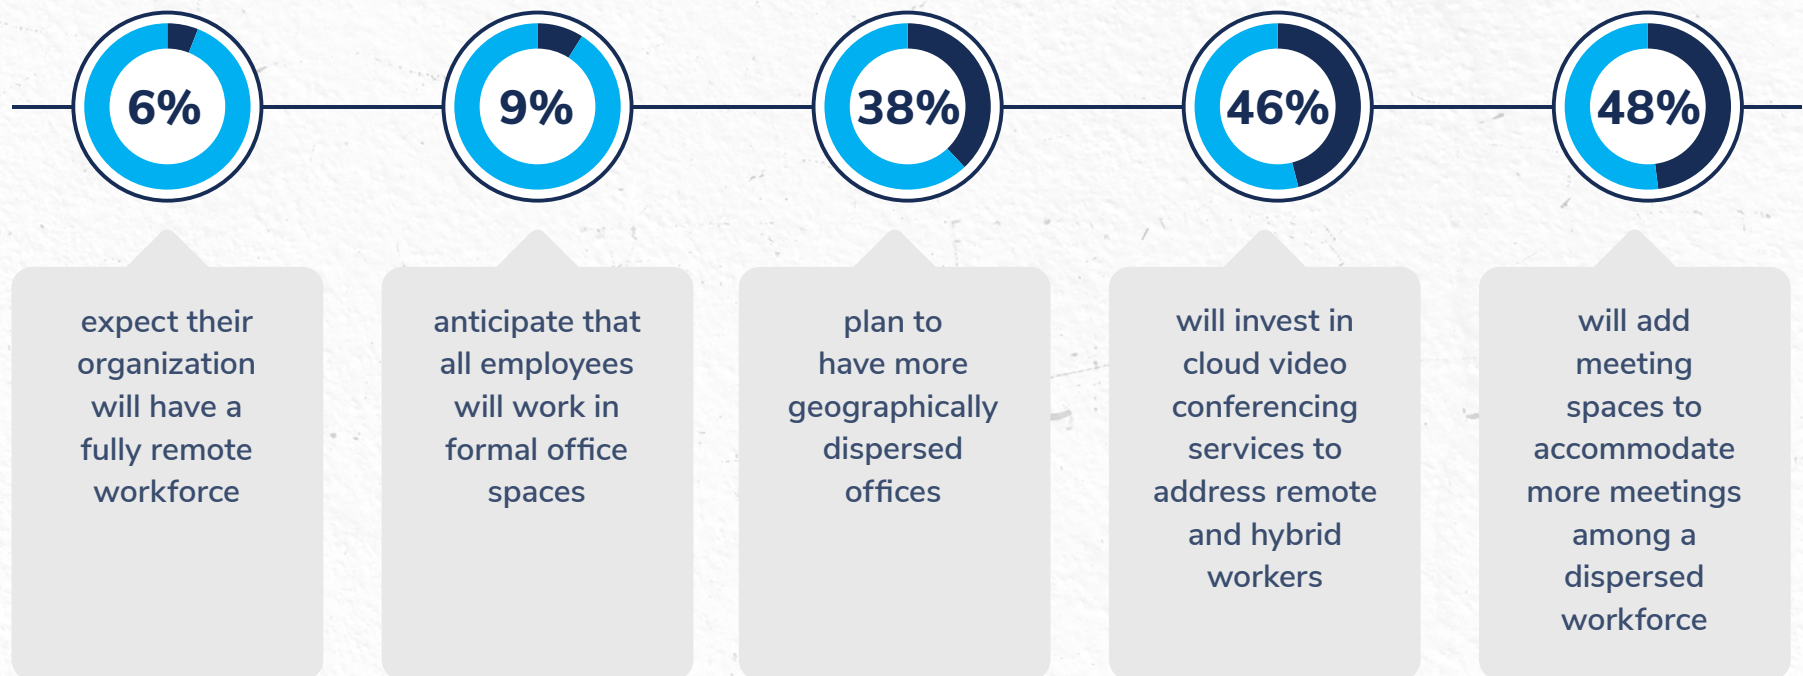 6%
expect their
organization
will have a
fully remote
workforce
9%
anticipate that
all employees
will work in
formal office
spaces
38%
plan to
have more
geographically
dispersed
offices
46%
will invest in
cloud video
conferencing
services to
address remote
and hybrid
workers
48%
will add
meeting
spaces to
accommodate
more meetings
among a
dispersed
workforce